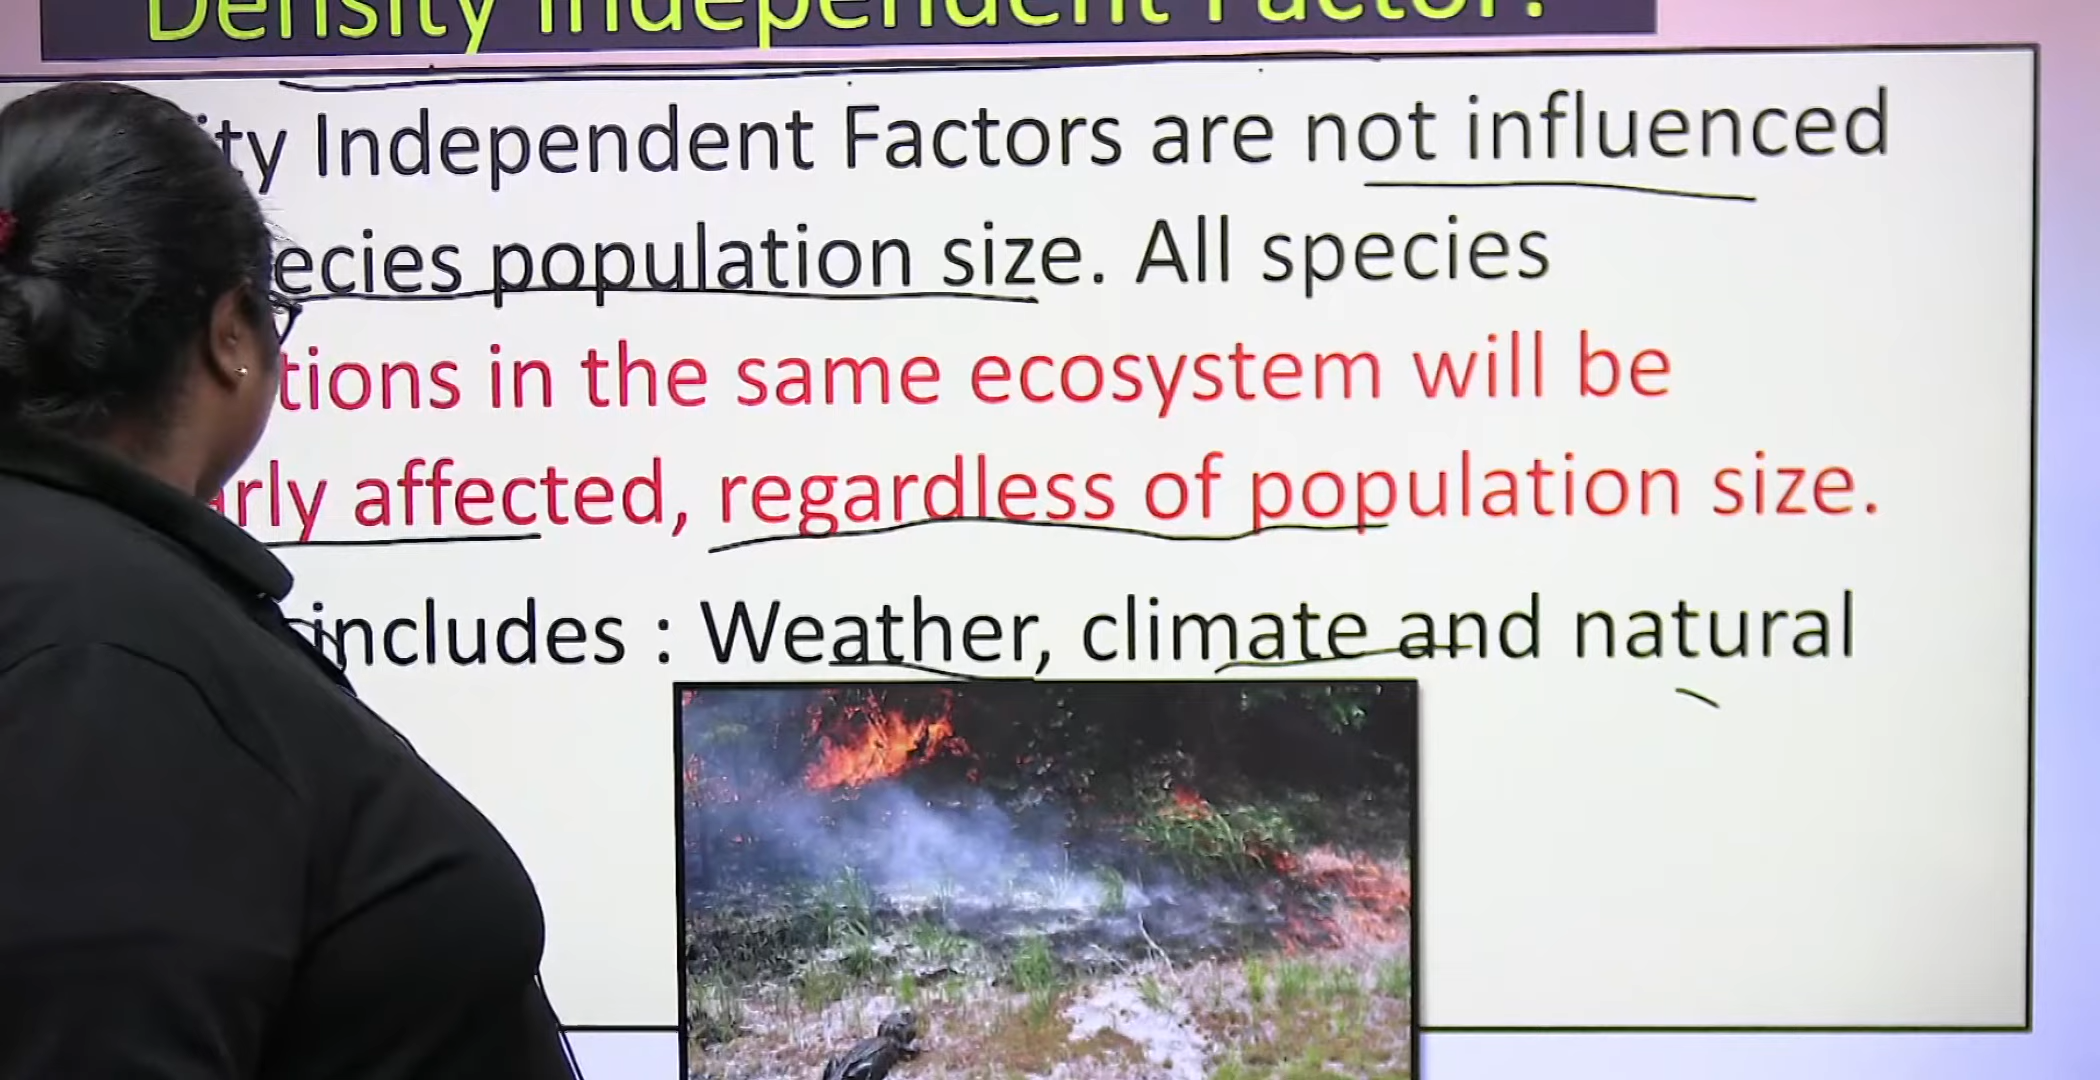 Density Independent Factor:
ity Independent Factors are not influenced
ecies population size. All species
tions in the same ecosystem will be
arly affected, regardless of population size.
includes : Weather, climate and natural